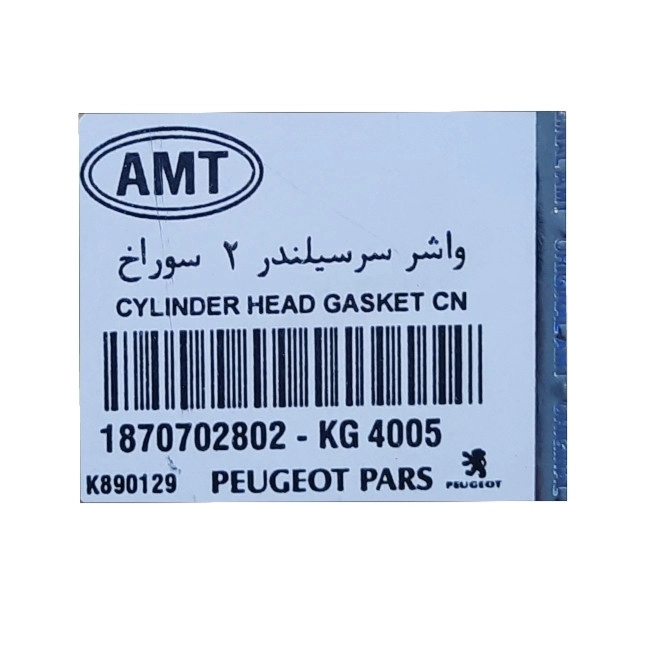 AMT
واشر سرسیلندر ۲ سوراخ
CYLINDER HEAD GASKET CN
1870702802 - KG 4005
K890129 PEUGEOT PARS PEUGEOT